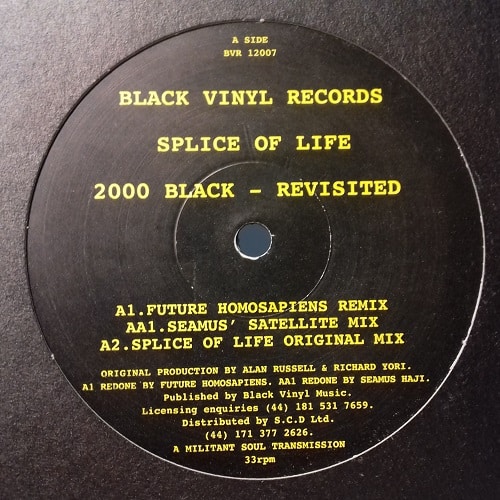 A SIDE
BVR 12007
BLACK VINYL RECORDS
SPLICE OF LIFE
2000 BLACK - REVISITED
A1.FUTURE HOMOSAPIENS REMIX
AA1.SEAMUS' SATELLITE MIX
A2.SPLICE OF LIFE ORIGINAL MIX
ORIGINAL PRODUCTION BY ALAN RUSSELL & RICHARD YORI.
A1 REDONE BY FUTURE HOMOSAPIENS. AA1 REDONE BY SEAMUS HAJI.
Published by Black Vinyl Music.
Licensing enquiries (44) 181 531 7659.
Distributed by S.C.D Ltd.
(44) 171 377 2626.
A MILITANT SOUL TRANSMISSION
33rpm